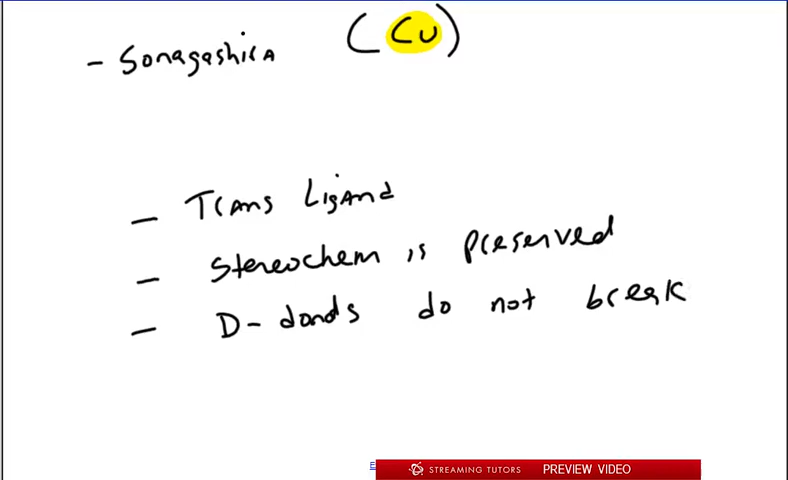 - Sonagashira (Cu)
- Trans Ligand
- Stereochem is preserved
- D-donds do not break
E
STREAMING TUTORS PREVIEW VIDEO